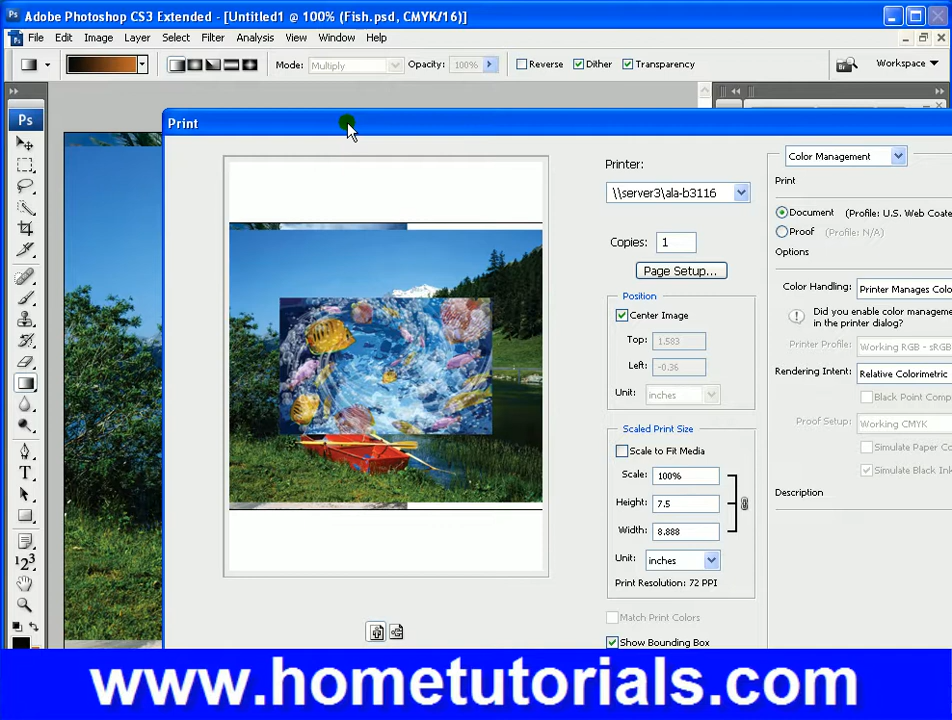 Adobe Photoshop CS3 Extended - [Untitled1 @ 100% (Fish.psd, CMYK/16)]
File Edit Image Layer Select Filter Analysis View Window Help
Mode: Multiply Opacity: 100% Reverse Dither Transparency Workspace
Ps
Print
Printer:
\\server3\ala-b3116
Copies: 1
Page Setup...
Position
Center Image
Top: 1.583
Left: -0.36
Unit: inches
Scaled Print Size
Scale to Fit Media
Scale: 100%
Height: 7.5
Width: 8.888
Unit: inches
Print Resolution: 72 PPI
Match Print Colors
Show Bounding Box
Color Management
Print
Document (Profile: U.S. Web Coate
Proof (Profile: N/A)
Options
Color Handling: Printer Manages Colo
Did you enable color manageme
in the printer dialog?
Printer Profile: Working RGB - sRGB
Rendering Intent: Relative Colorimetric
Black Point Comp
Proof Setup: Working CMYK
Simulate Paper Co
Simulate Black Ink
Description
www.hometutorials.com